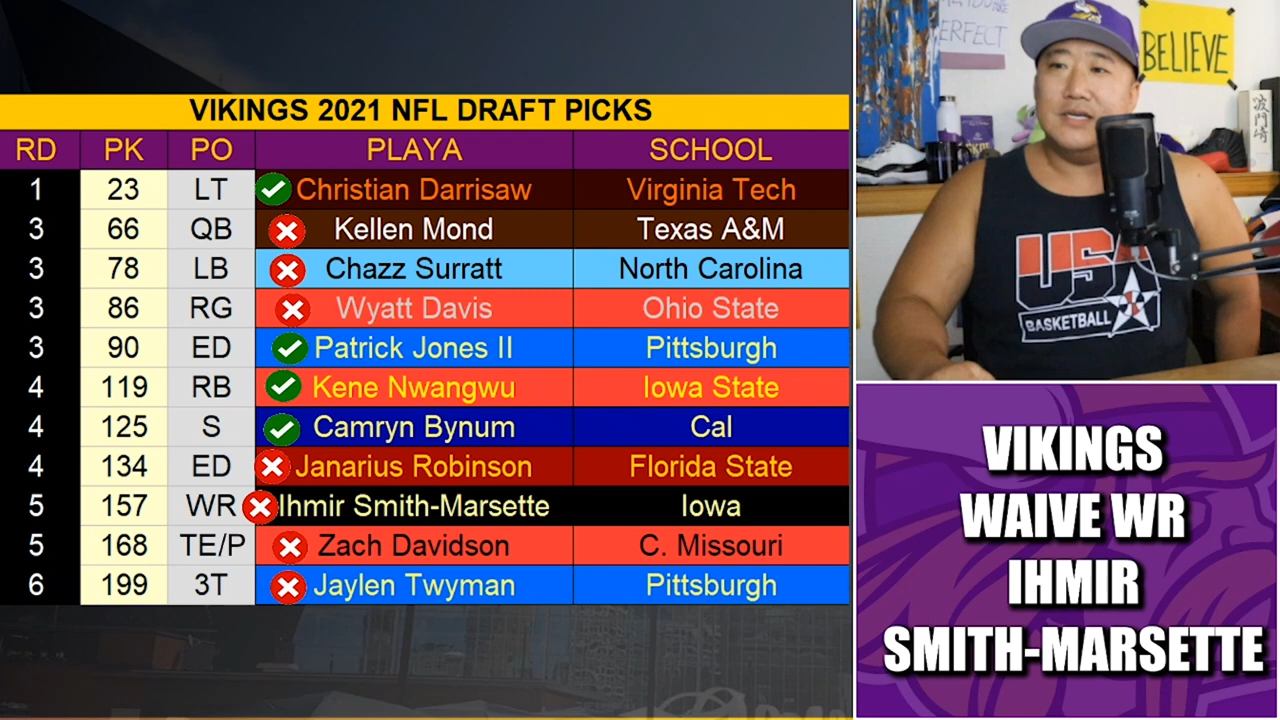 VIKINGS 2021 NFL DRAFT PICKS
RD PK PO PLAYA SCHOOL
1 23 LT Christian Darrisaw Virginia Tech
3 66 QB Kellen Mond Texas A&M
3 78 LB Chazz Surratt North Carolina
3 86 RG Wyatt Davis Ohio State
3 90 ED Patrick Jones II Pittsburgh
4 119 RB Kene Nwangwu Iowa State
4 125 S Camryn Bynum Cal
4 134 ED Janarius Robinson Florida State
5 157 WR Ihmir Smith-Marsette Iowa
5 168 TE/P Zach Davidson C. Missouri
6 199 3T Jaylen Twyman Pittsburgh
BELIEVE
USA
BASKETBALL
VIKINGS
WAIVE WR
IHMIR
SMITH-MARSETTE